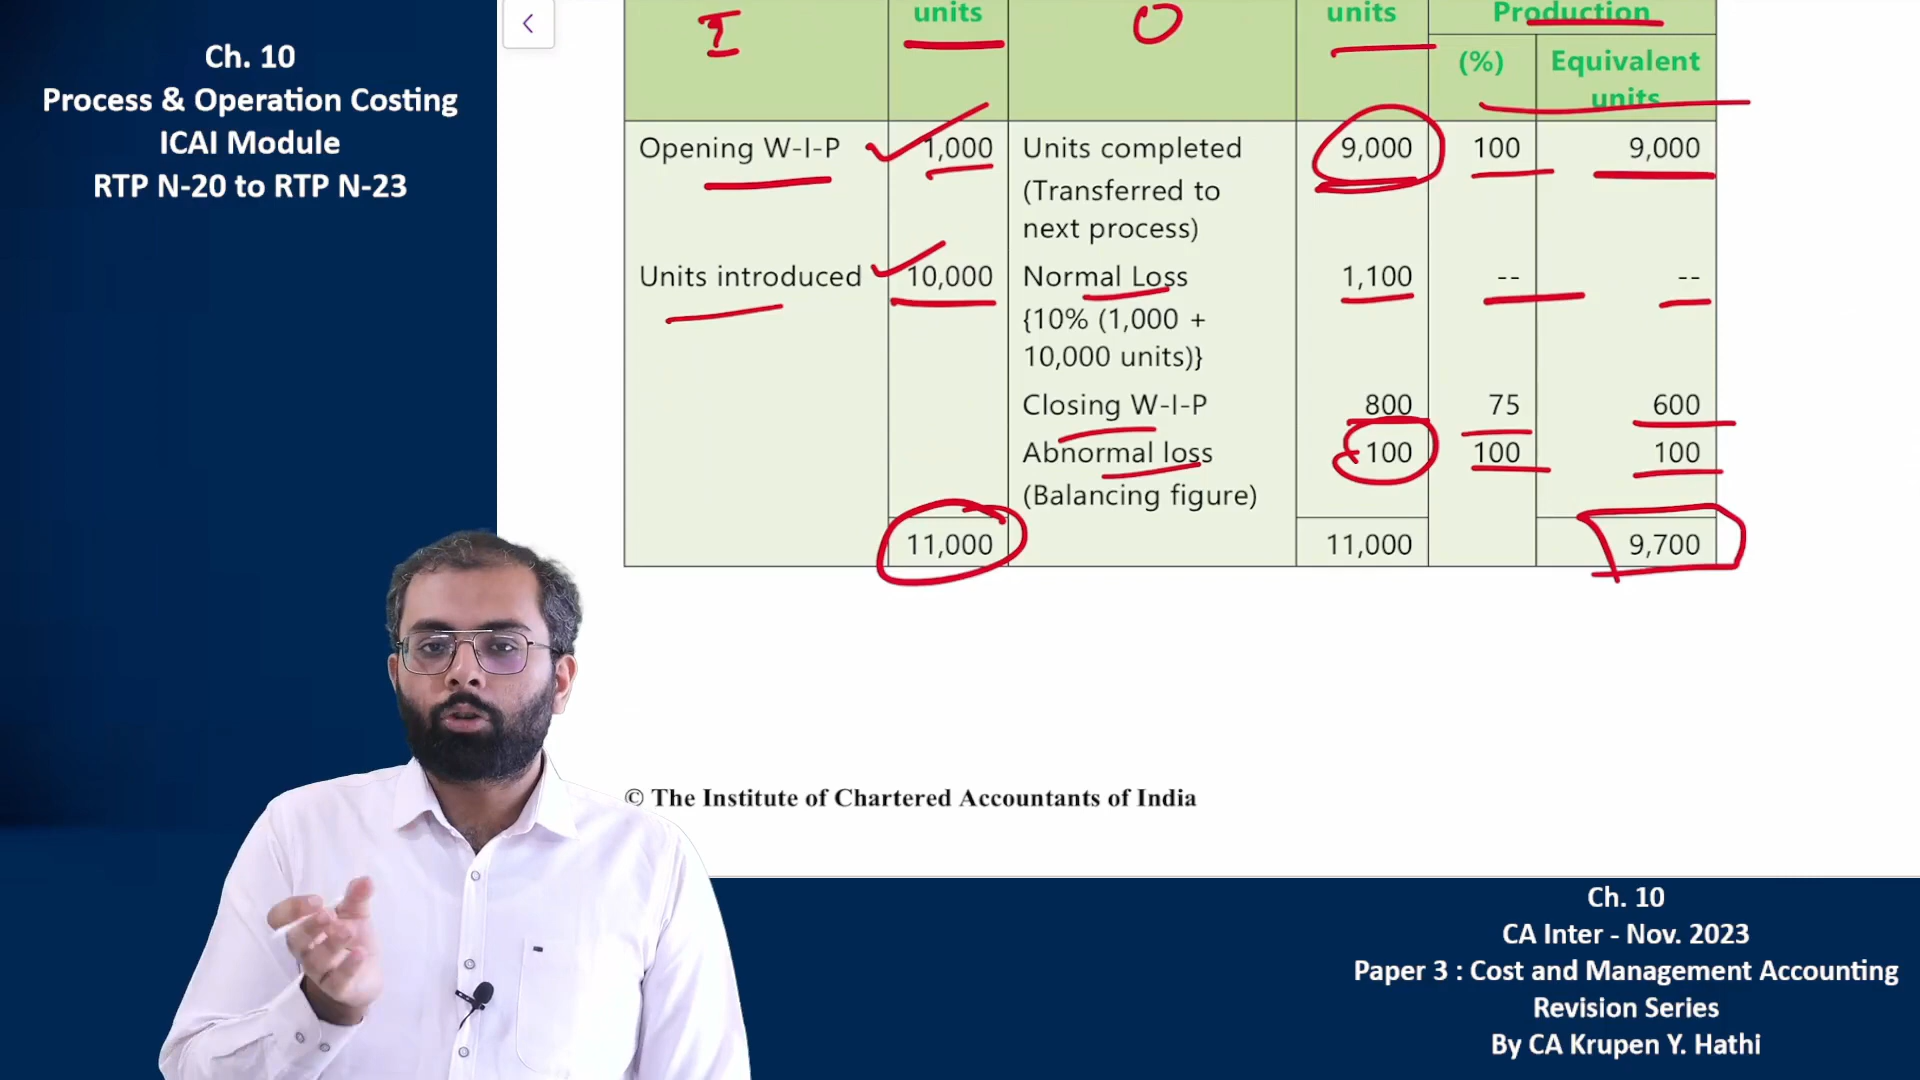 Ch. 10
Process & Operation Costing
ICAI Module
RTP N-20 to RTP N-23
I
units
O
units
Production
(%)
Equivalent
units
Opening W-I-P 1,000 Units completed 9,000 100 9,000
(Transferred to
next process)
Units introduced 10,000 Normal Loss 1,100 -- --
{10% (1,000 +
10,000 units)}
Closing W-I-P 800 75 600
Abnormal loss 100 100 100
(Balancing figure)
11,000 11,000 9,700
© The Institute of Chartered Accountants of India
Ch. 10
CA Inter - Nov. 2023
Paper 3 : Cost and Management Accounting
Revision Series
By CA Krupen Y. Hathi